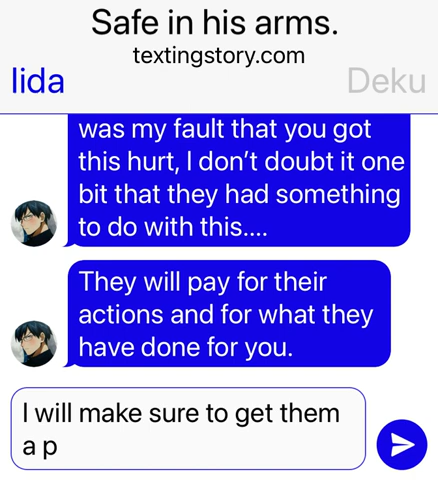 Safe in his arms.
textingstory.com
Iida
Deku
was my fault that you got
this hurt, I don't doubt it one
bit that they had something
to do with this....
They will pay for their
actions and for what they
have done for you.
I will make sure to get them
a p